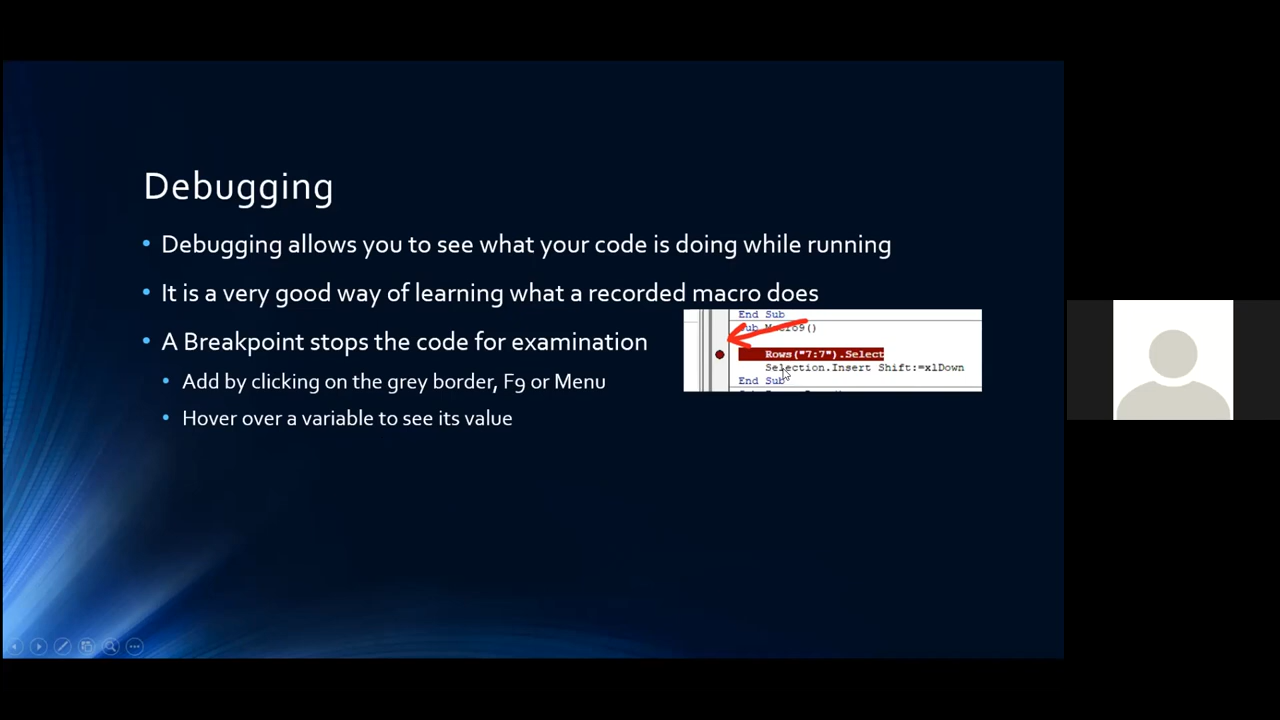 Debugging
• Debugging allows you to see what your code is doing while running
• It is a very good way of learning what a recorded macro does
• A Breakpoint stops the code for examination
• Add by clicking on the grey border, F9 or Menu
• Hover over a variable to see its value
End Sub
Sub Macro9()
Rows("7:7").Select
Selection.Insert Shift:=xlDown
End Sub